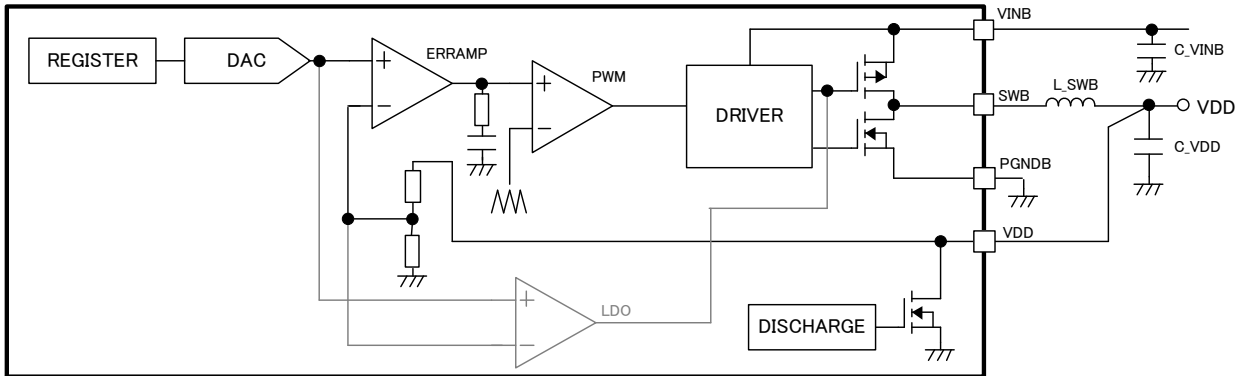 VINB
C_VINB
REGISTER
DAC
ERRAMP
PWM
DRIVER
SWB
L_SWB
VDD
C_VDD
PGNDB
VDD
LDO
DISCHARGE